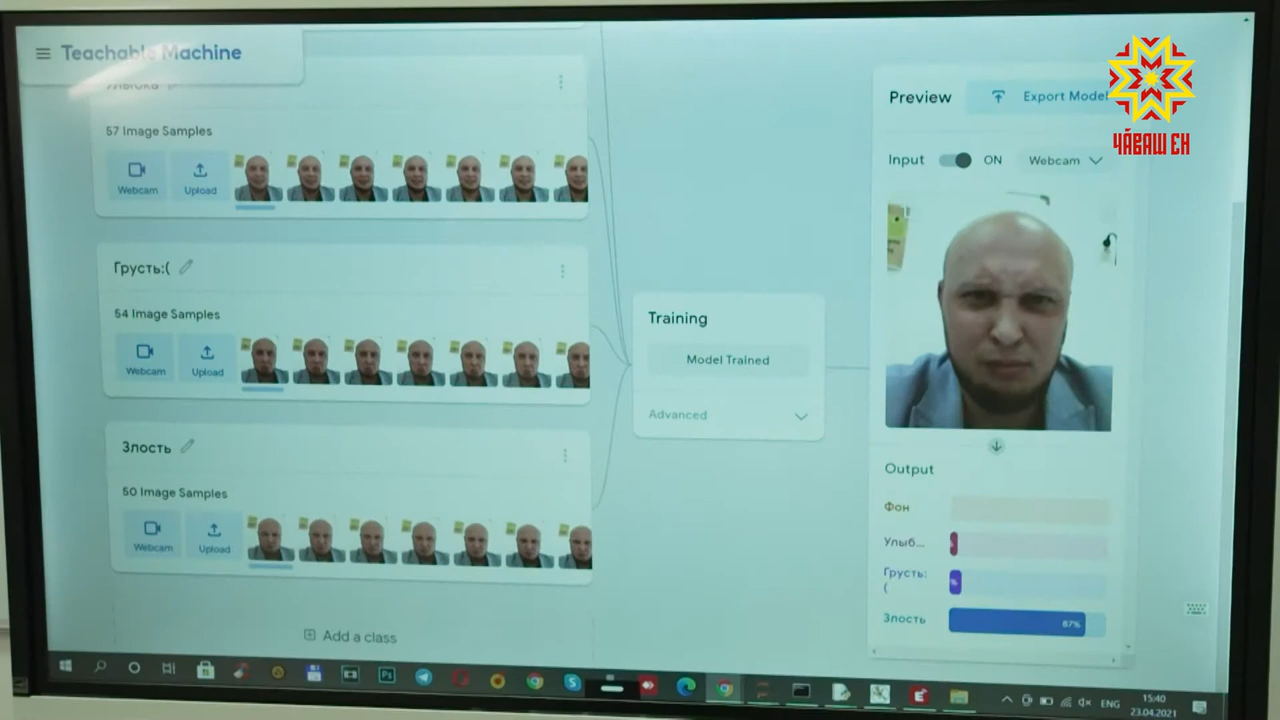 Teachable Machine
Улыбка
57 Image Samples
Webcam
Upload
Грусть:(
54 Image Samples
Webcam
Upload
Злость
50 Image Samples
Webcam
Upload
Add a class
Training
Model Trained
Advanced
Preview
Export Model
Input
ON
Webcam
Output
Фон
Улыб...
Грусть:
(
Злость
87%
ENG
15:40
23.04.2021
ЧӐВАШ ЕН